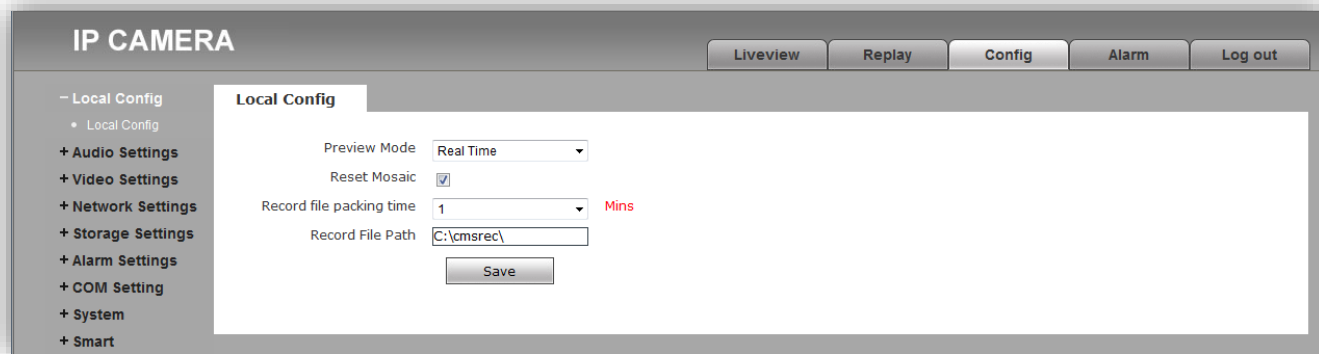 IP CAMERA
Liveview Replay Config Alarm Log out
− Local Config
• Local Config
+ Audio Settings
+ Video Settings
+ Network Settings
+ Storage Settings
+ Alarm Settings
+ COM Setting
+ System
+ Smart
Local Config
Preview Mode Real Time
Reset Mosaic
Record file packing time 1 Mins
Record File Path C:\cmsrec\
Save